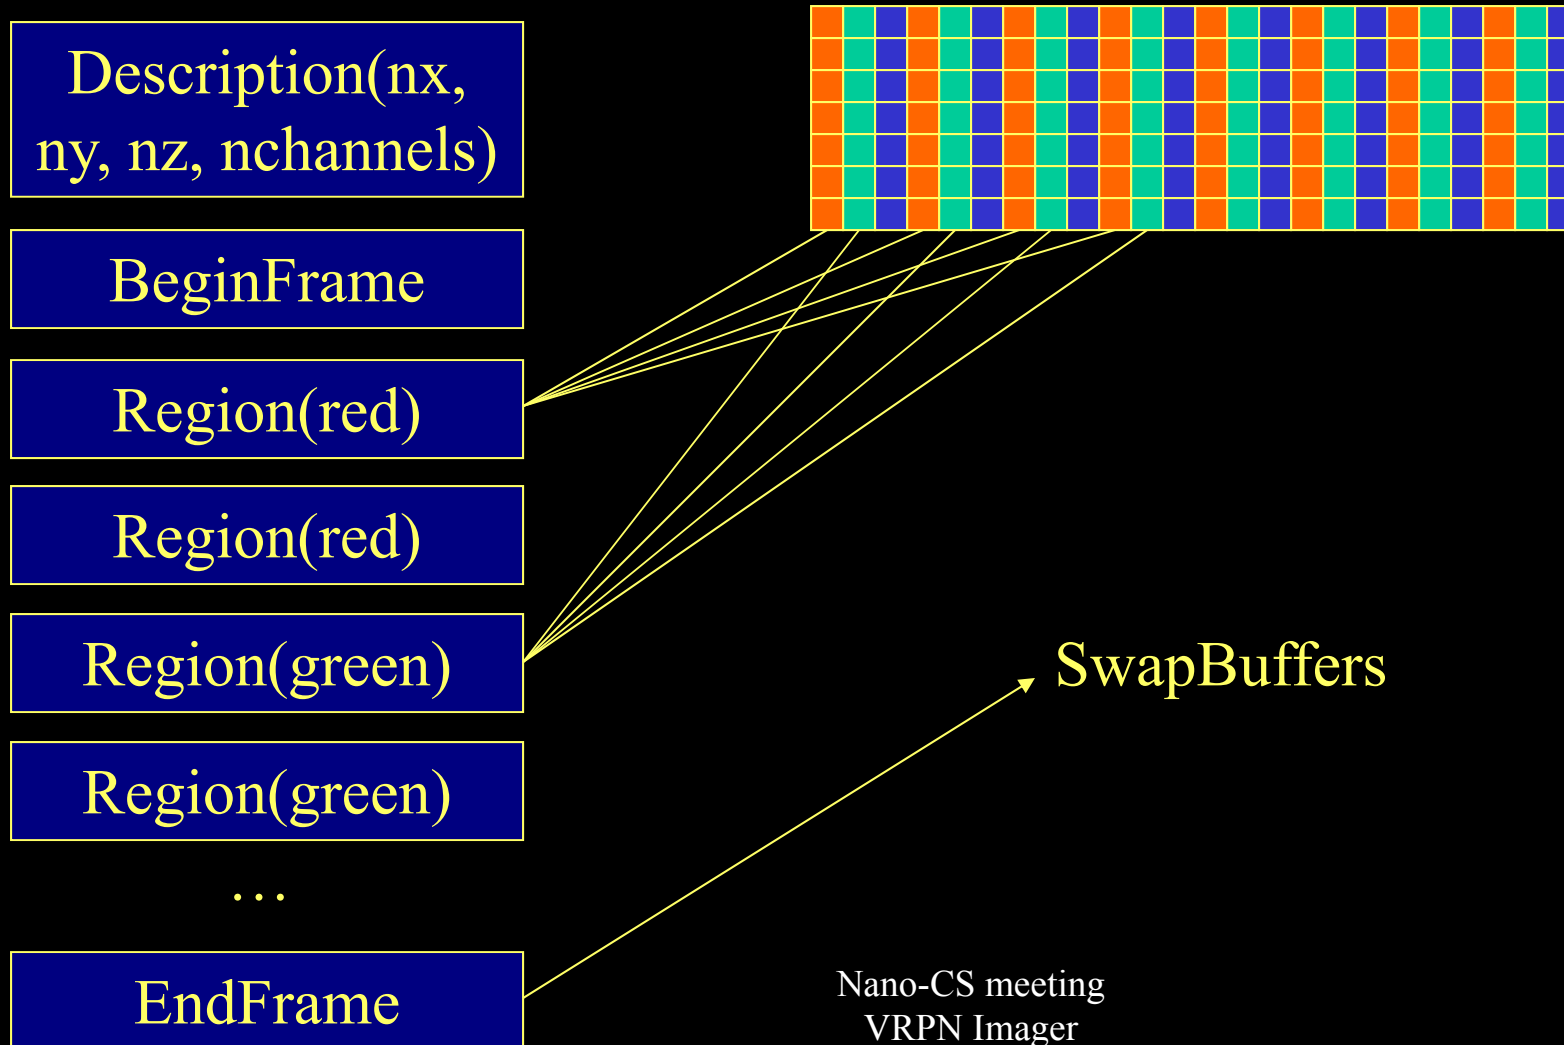 Description(nx,
ny, nz, nchannels)
BeginFrame
Region(red)
Region(red)
Region(green)
Region(green)
…
EndFrame
SwapBuffers
Nano-CS meeting
VRPN Imager